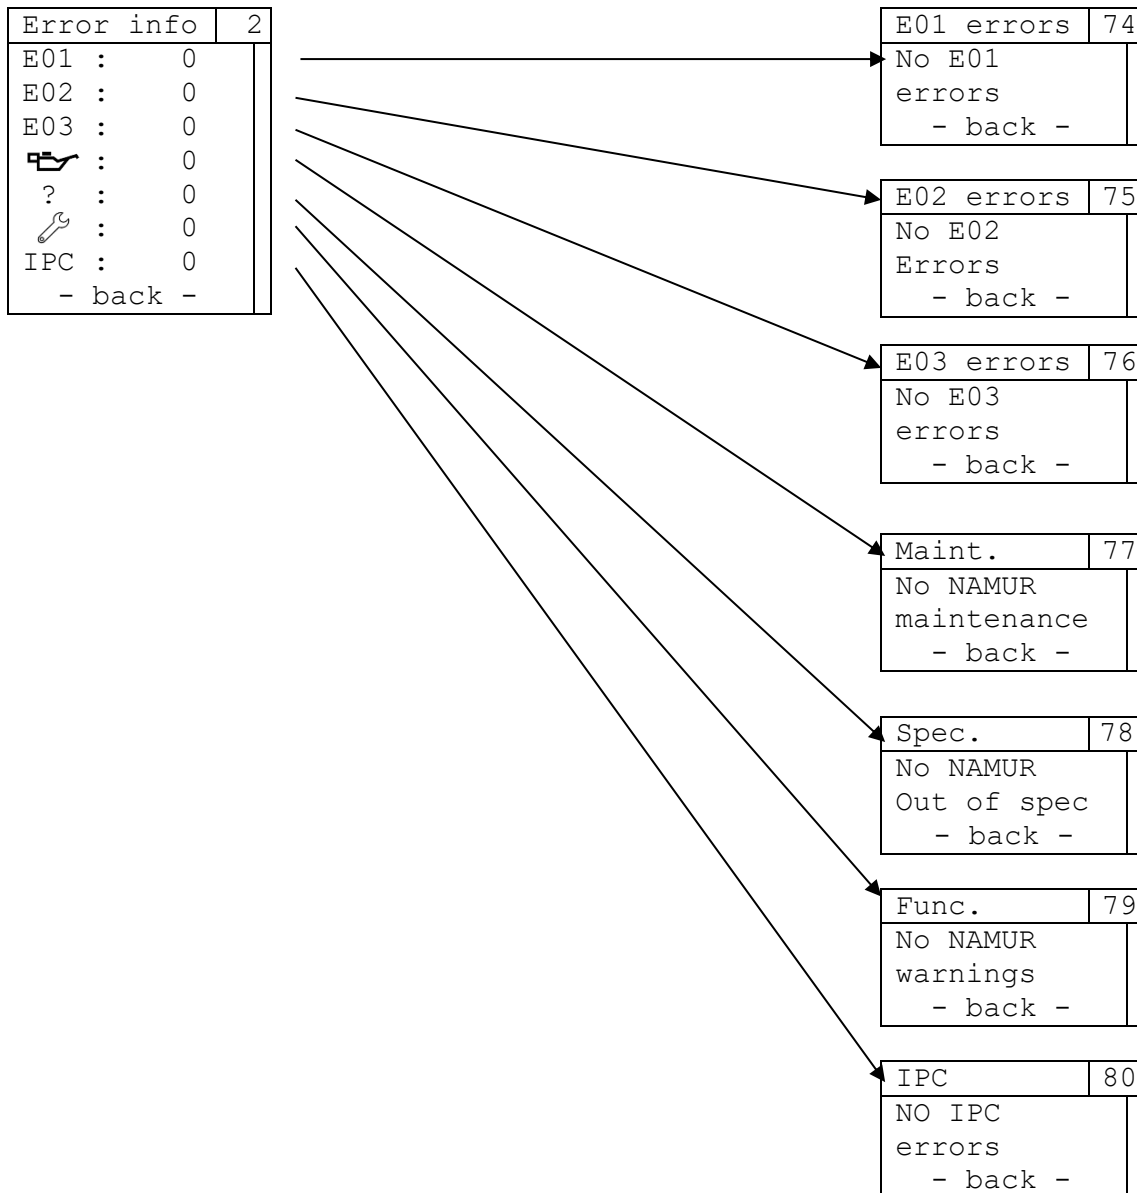 Error info 2
E01 : 0
E02 : 0
E03 : 0
: 0
? : 0
: 0
IPC : 0
- back -
E01 errors 74
No E01
errors
- back -
E02 errors 75
No E02
Errors
- back -
E03 errors 76
No E03
errors
- back -
Maint. 77
No NAMUR
maintenance
- back -
Spec. 78
No NAMUR
Out of spec
- back -
Func. 79
No NAMUR
warnings
- back -
IPC 80
NO IPC
errors
- back -